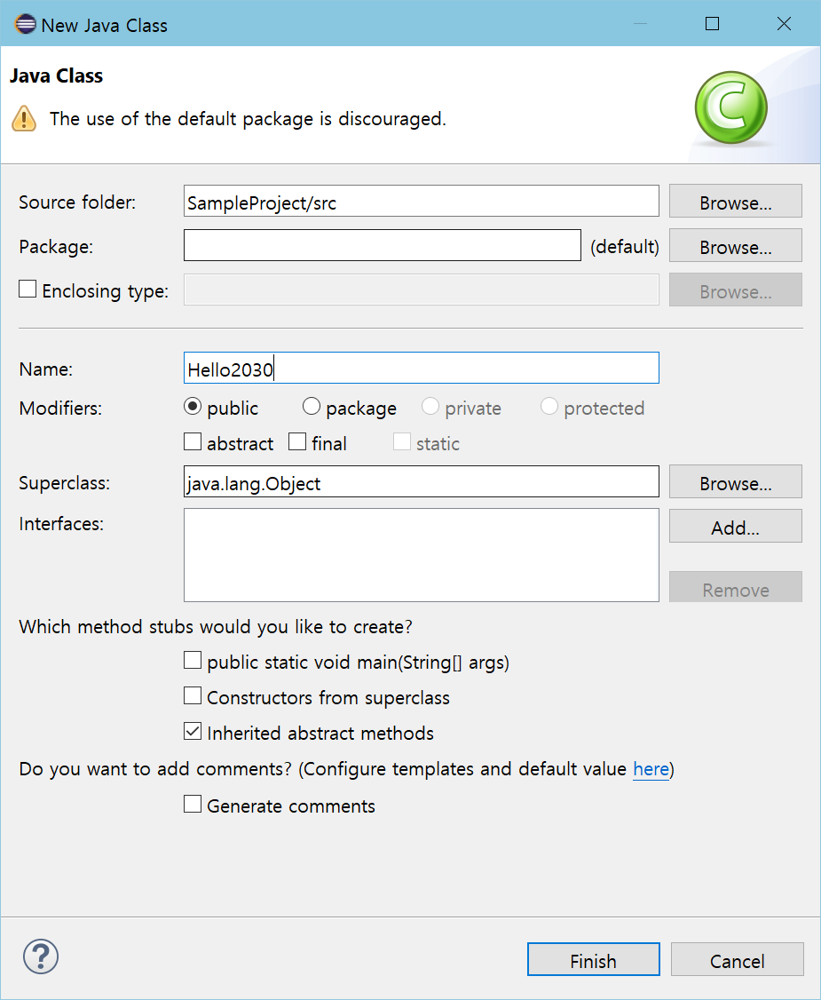 New Java Class
Java Class
The use of the default package is discouraged.
Source folder: SampleProject/src Browse...
Package: (default) Browse...
Enclosing type: Browse...
Name: Hello2030
Modifiers: public package private protected
abstract final static
Superclass: java.lang.Object Browse...
Interfaces: Add...
Remove
Which method stubs would you like to create?
public static void main(String[] args)
Constructors from superclass
Inherited abstract methods
Do you want to add comments? (Configure templates and default value here)
Generate comments
Finish Cancel